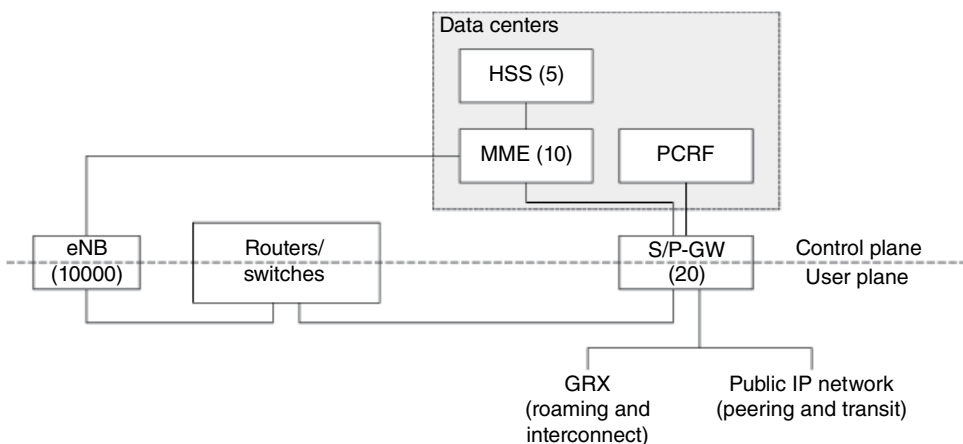 Data centers
HSS (5)
MME (10)
PCRF
eNB
(10000)
Routers/
switches
S/P-GW
(20)
Control plane
User plane
GRX
(roaming and
interconnect)
Public IP network
(peering and transit)